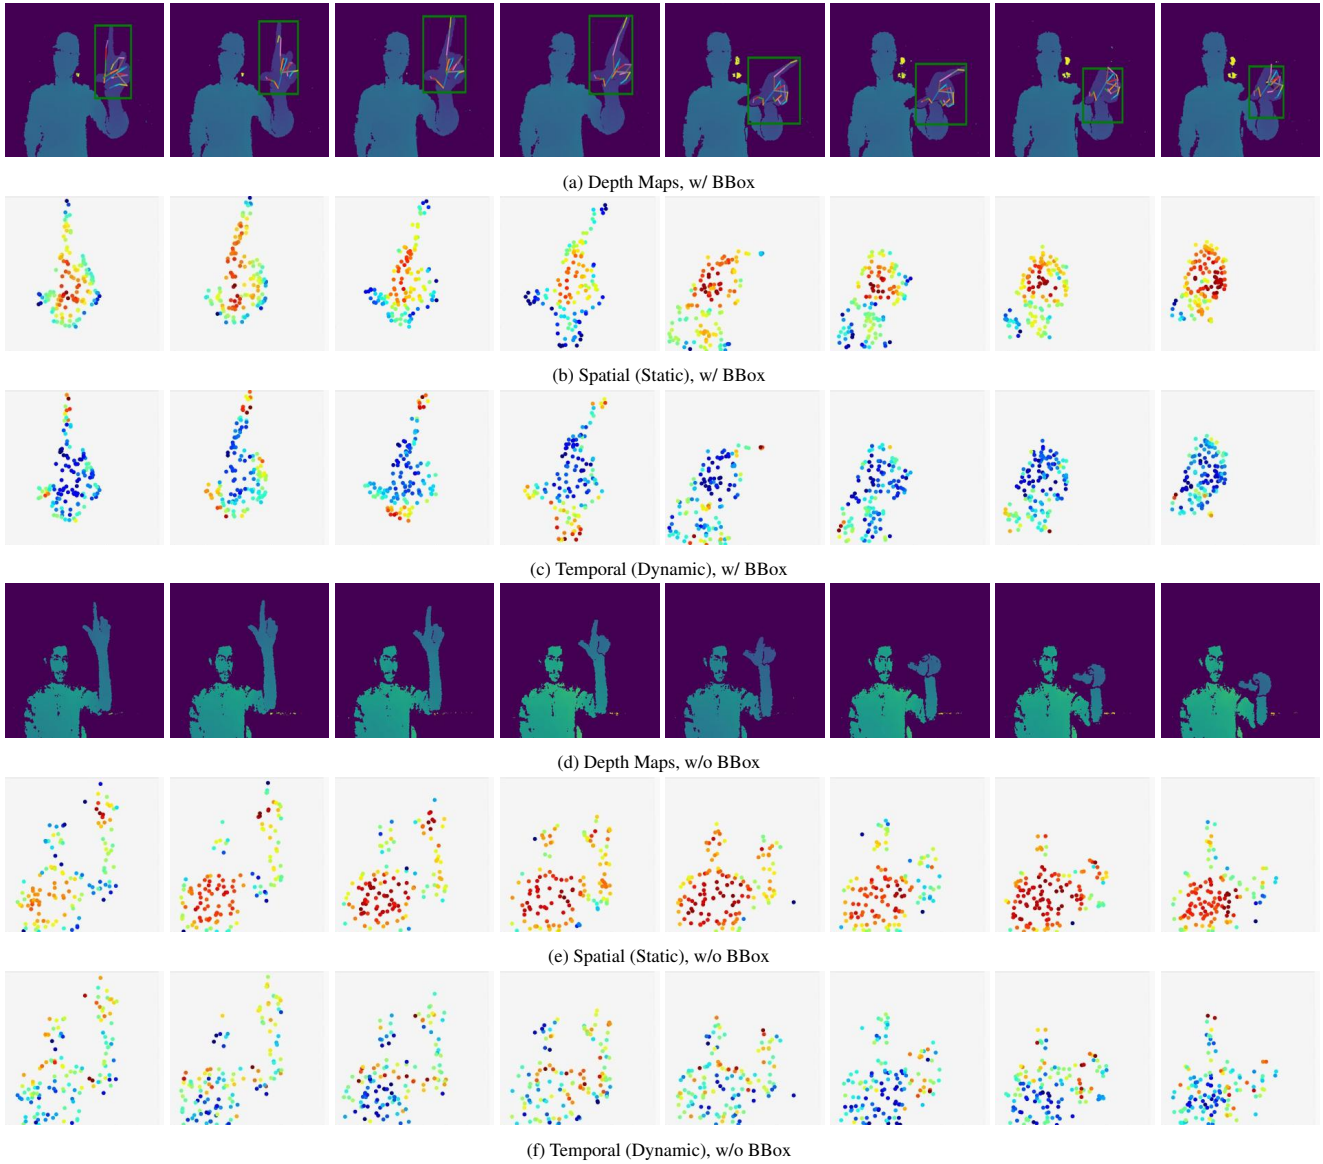 (a) Depth Maps, w/ BBox
(b) Spatial (Static), w/ BBox
(c) Temporal (Dynamic), w/ BBox
(d) Depth Maps, w/o BBox
(e) Spatial (Static), w/o BBox
(f) Temporal (Dynamic), w/o BBox